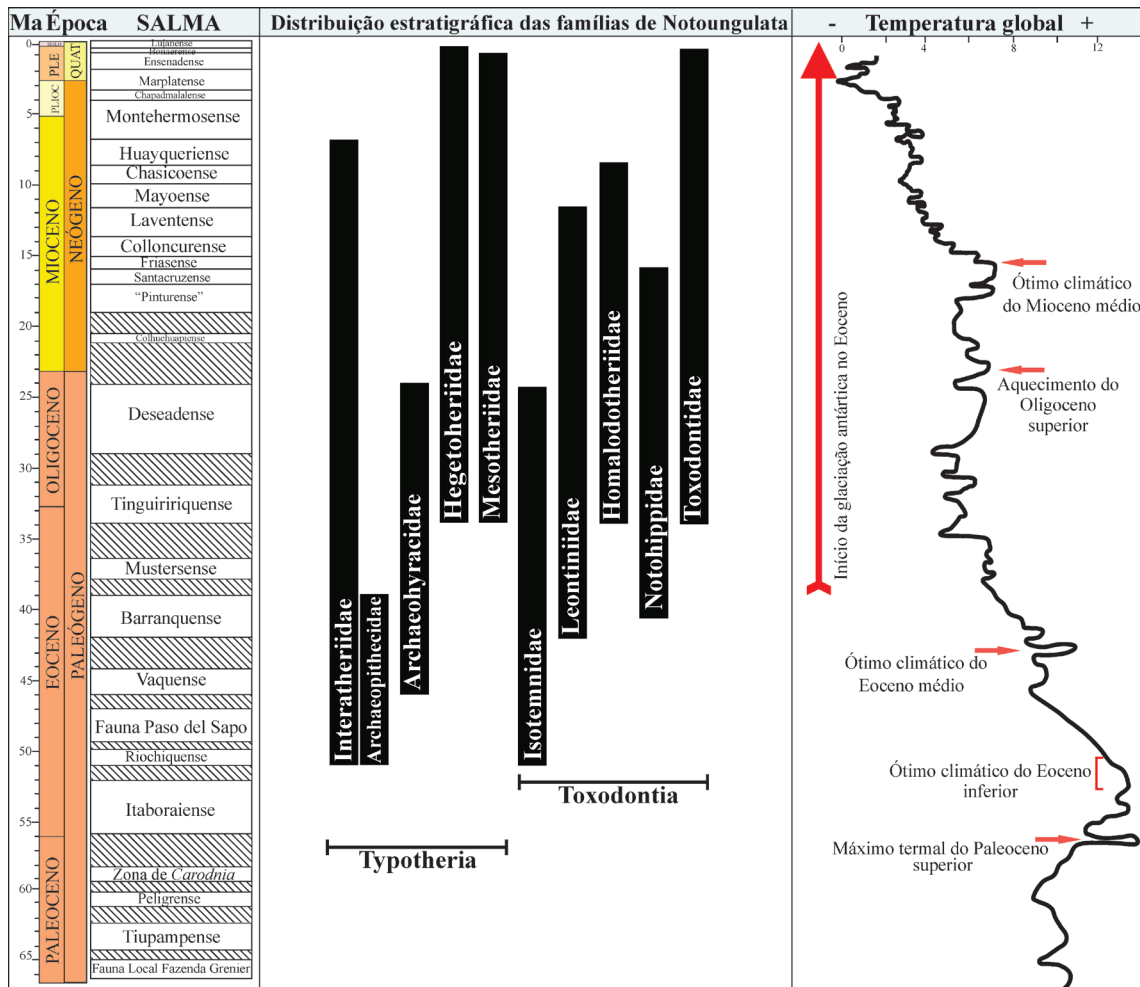 Ma Época SALMA Distribuição estratigráfica das famílias de Notoungulata - Temperatura global +
0 4 8 12
0
5
10
15
20
25
30
35
40
45
50
55
60
65
PLE
PLIOC
MIOCENO
OLIGOCENO
EOCENO
PALEOCENO
QUAT
NEÓGENO
PALEÓGENO
Lujanense
Bonaerense
Ensenadense
Marplatense
Chapadmalalense
Montehermosense
Huayqueriense
Chasicoense
Mayoense
Laventense
Colloncurense
Friasense
Santacruzense
“Pinturense”
Colhuehuapiense
Deseadense
Tinguiririquense
Mustersense
Barranquense
Vaquense
Fauna Paso del Sapo
Riochiquense
Itaboraiense
Zona de Carodnia
Peligrense
Tiupampense
Fauna Local Fazenda Grenier
Interatheriidae
Archaeopithecidae
Archaeohyracidae
Hegetoheriidae
Mesotheriidae
Isotemnidae
Leontiniidae
Homalodotheriidae
Notohippidae
Toxodontidae
Toxodontia
Typotheria
Início da glaciação antártica no Eoceno
Ótimo climático
do Mioceno médio
Aquecimento do
Oligoceno
superior
Ótimo climático do
Eoceno médio
Ótimo climático do Eoceno
inferior
Máximo termal do Paleoceno
superior